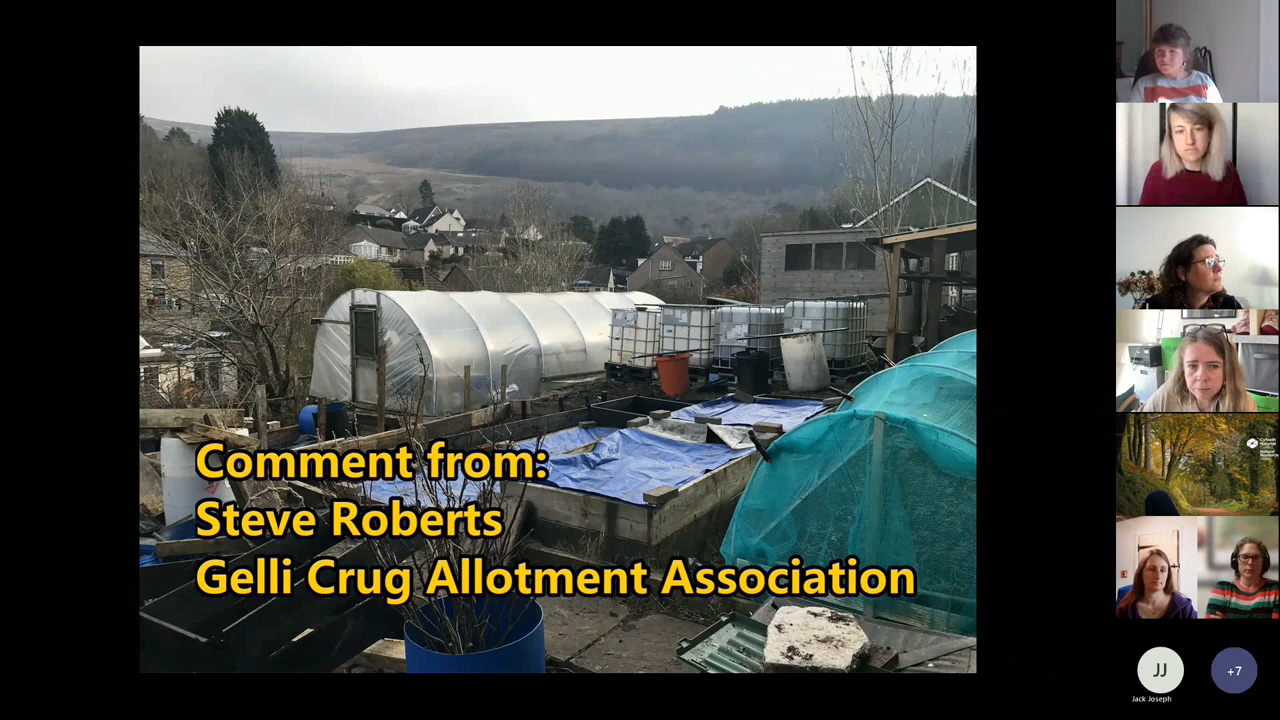 Comment from:
Steve Roberts
Gelli Crug Allotment Association
JJ
Jack Joseph
+7